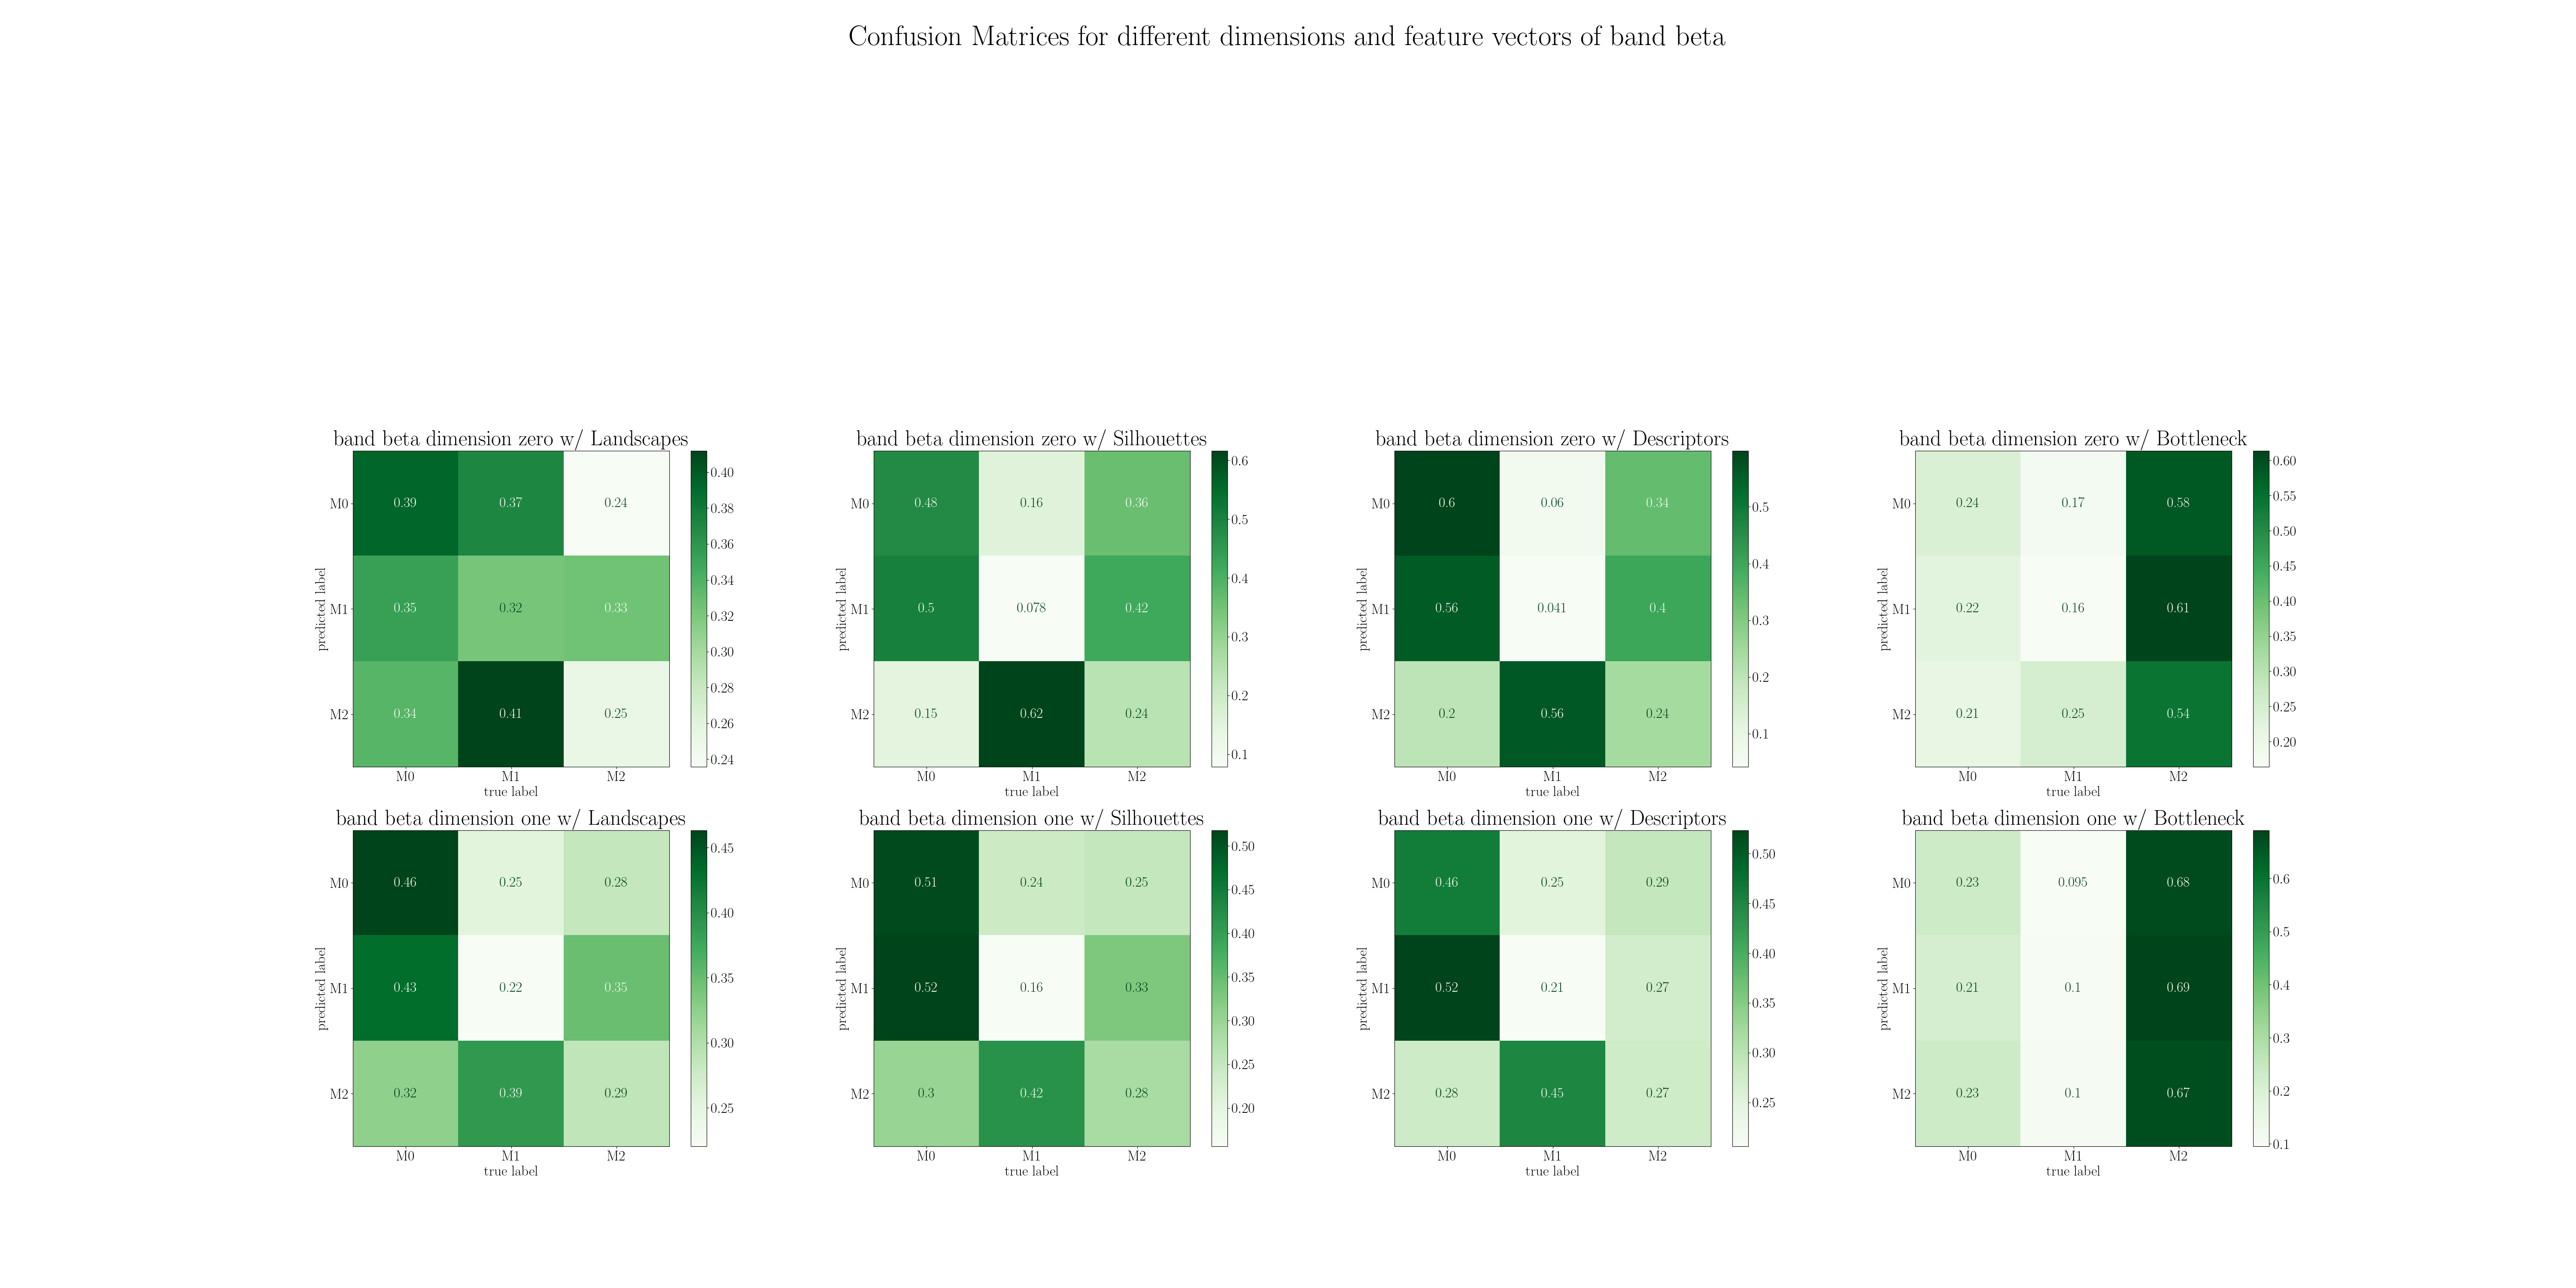 Confusion Matrices for different dimensions and feature vectors of band beta
band beta dimension zero w/ Landscapes
predicted label
M0 0.39 0.37 0.24
M1 0.35 0.32 0.33
M2 0.34 0.41 0.25
M0 M1 M2
true label
0.40
0.38
0.36
0.34
0.32
0.30
0.28
0.26
0.24
band beta dimension zero w/ Silhouettes
predicted label
M0 0.48 0.16 0.36
M1 0.5 0.078 0.42
M2 0.15 0.62 0.24
M0 M1 M2
true label
0.6
0.5
0.4
0.3
0.2
0.1
band beta dimension zero w/ Descriptors
predicted label
M0 0.6 0.06 0.34
M1 0.56 0.041 0.4
M2 0.2 0.56 0.24
M0 M1 M2
true label
0.5
0.4
0.3
0.2
0.1
band beta dimension zero w/ Bottleneck
predicted label
M0 0.24 0.17 0.58
M1 0.22 0.16 0.61
M2 0.21 0.25 0.54
M0 M1 M2
true label
0.60
0.55
0.50
0.45
0.40
0.35
0.30
0.25
0.20
band beta dimension one w/ Landscapes
predicted label
M0 0.46 0.25 0.28
M1 0.43 0.22 0.35
M2 0.32 0.39 0.29
M0 M1 M2
true label
0.45
0.40
0.35
0.30
0.25
band beta dimension one w/ Silhouettes
predicted label
M0 0.51 0.24 0.25
M1 0.52 0.16 0.33
M2 0.3 0.42 0.28
M0 M1 M2
true label
0.50
0.45
0.40
0.35
0.30
0.25
0.20
band beta dimension one w/ Descriptors
predicted label
M0 0.46 0.25 0.29
M1 0.52 0.21 0.27
M2 0.28 0.45 0.27
M0 M1 M2
true label
0.50
0.45
0.40
0.35
0.30
0.25
band beta dimension one w/ Bottleneck
predicted label
M0 0.23 0.095 0.68
M1 0.21 0.1 0.69
M2 0.23 0.1 0.67
M0 M1 M2
true label
0.6
0.5
0.4
0.3
0.2
0.1